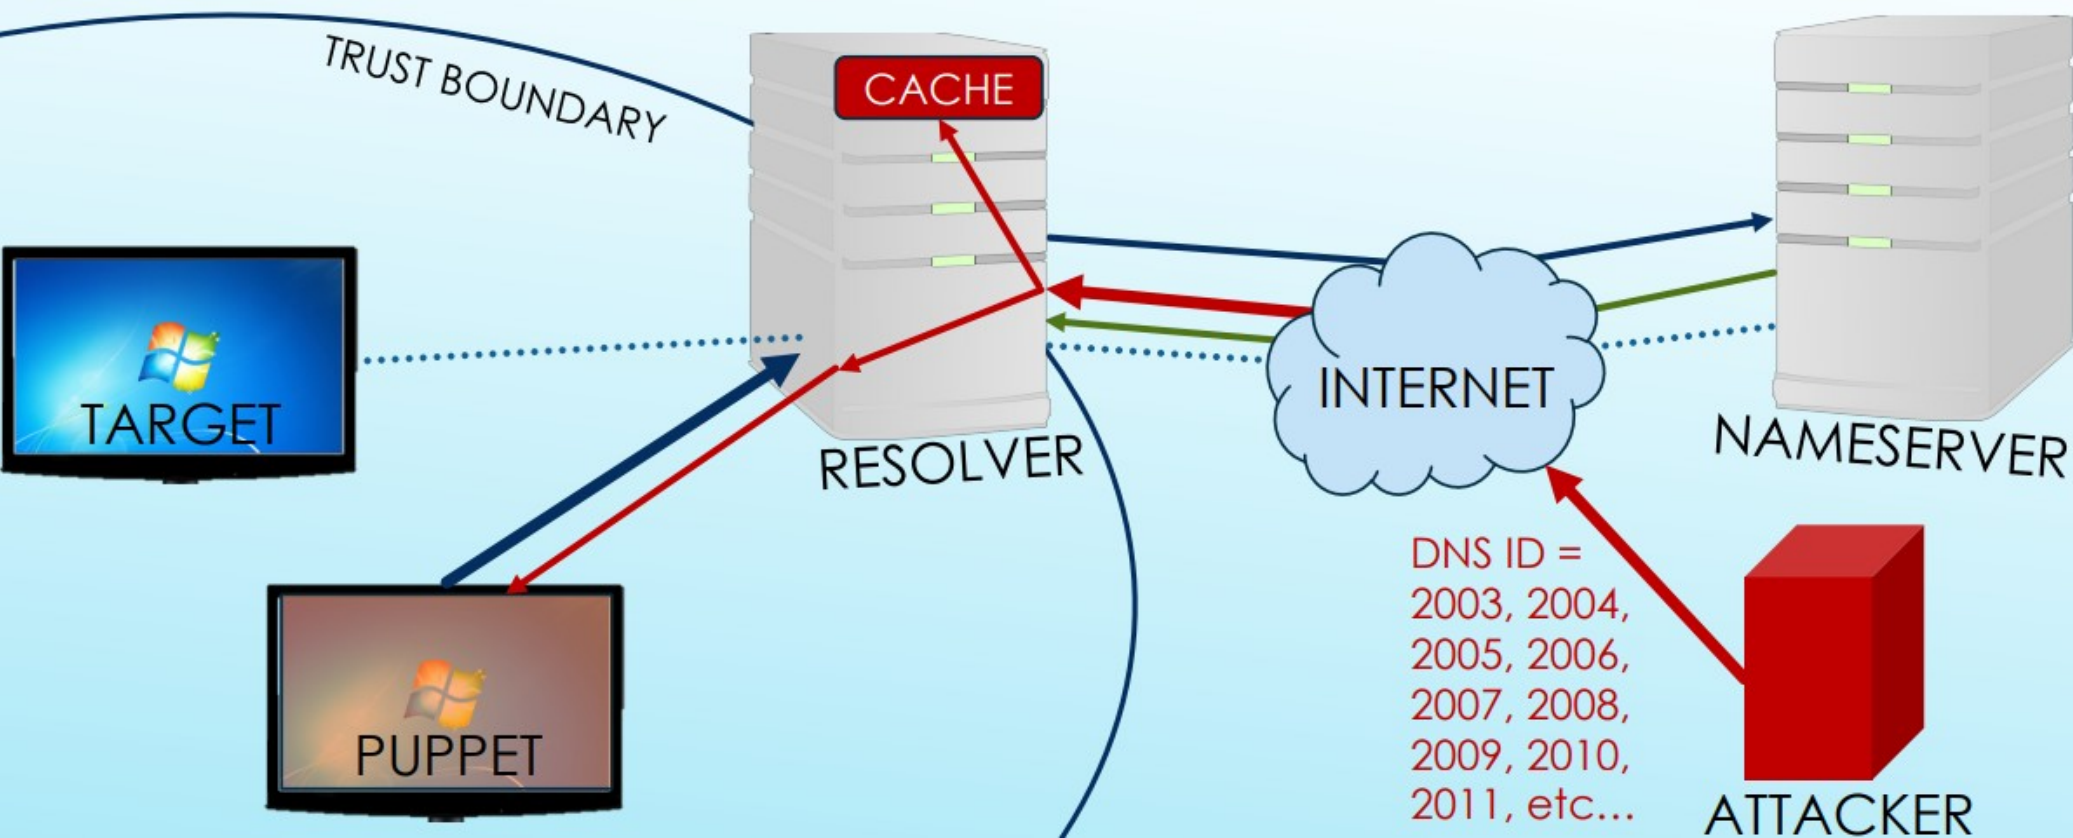 TRUST BOUNDARY
CACHE
TARGET
RESOLVER
INTERNET
NAMESERVER
PUPPET
DNS ID =
2003, 2004,
2005, 2006,
2007, 2008,
2009, 2010,
2011, etc...
ATTACKER